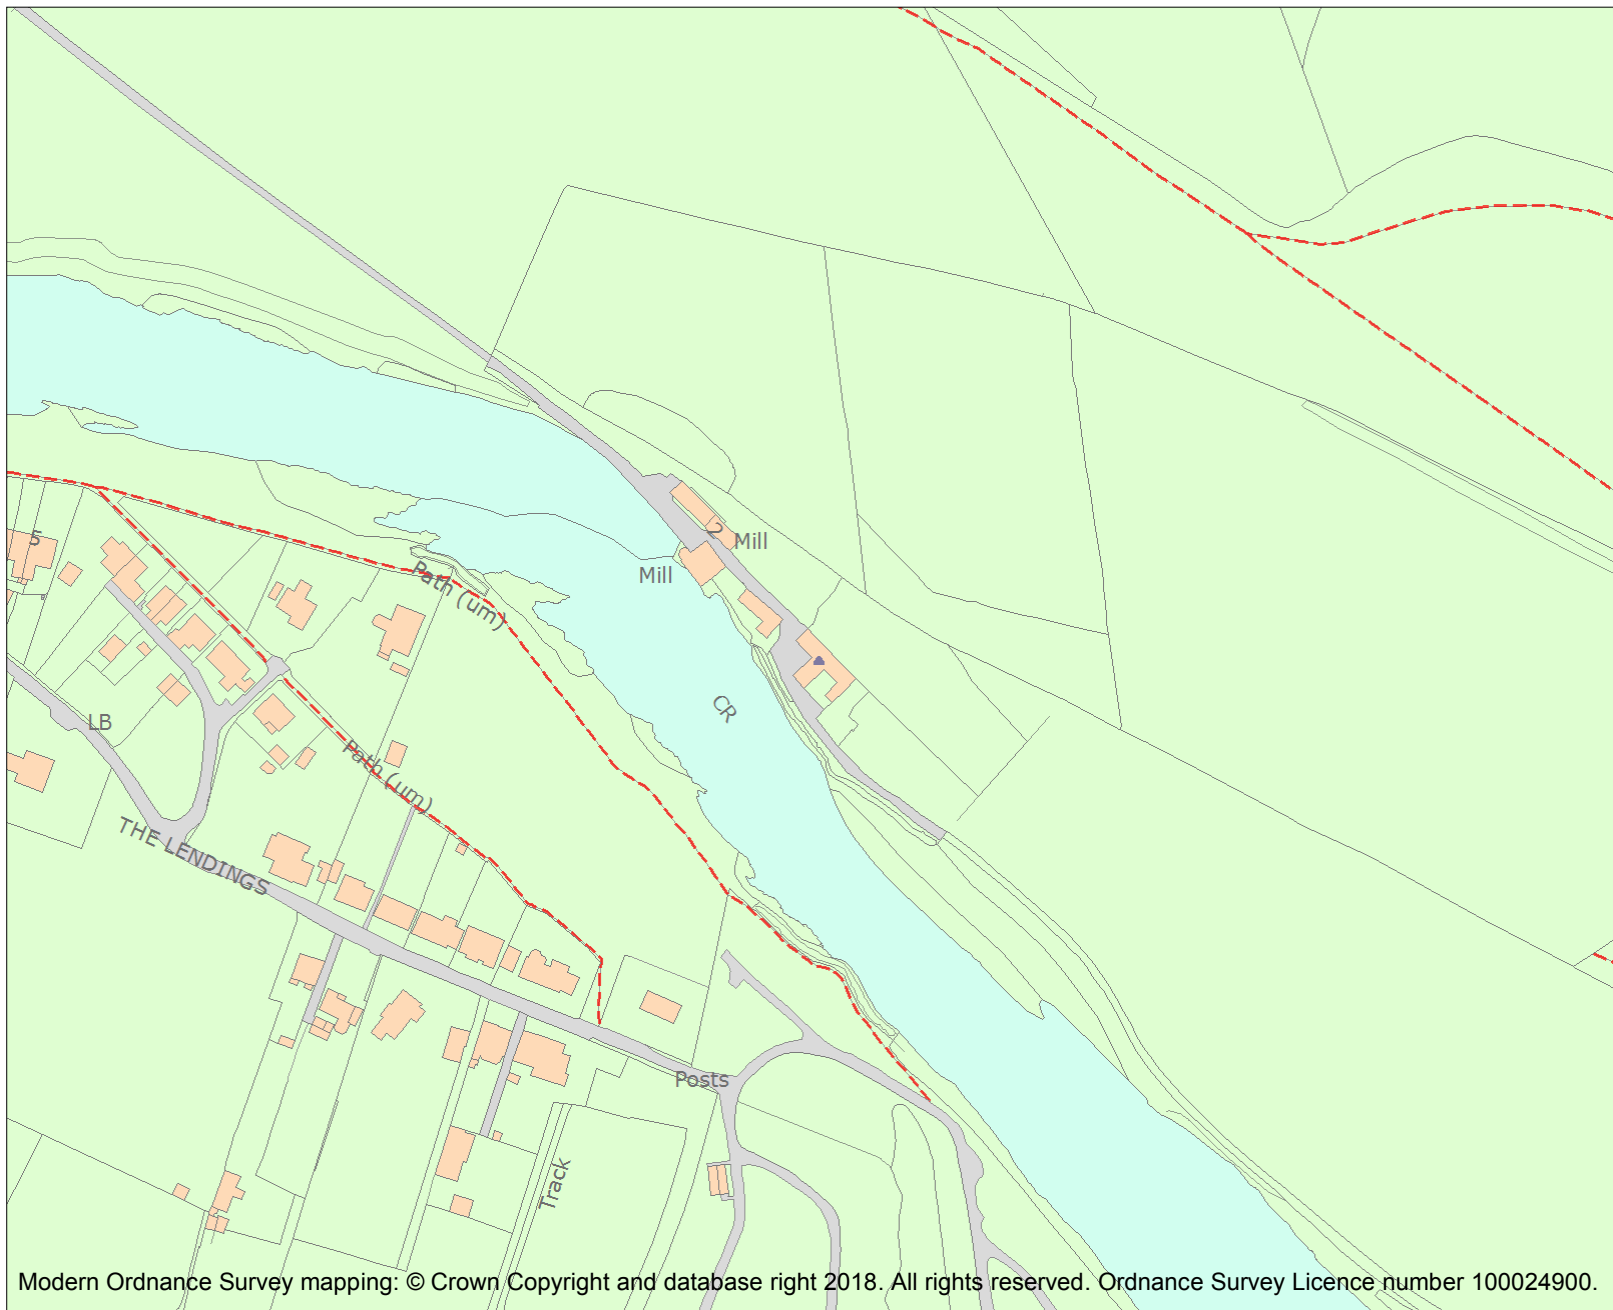 5
2
Mill
Mill
Path (um)
CR
LB
Path (um)
THE LENDINGS
Posts
Track
Modern Ordnance Survey mapping: © Crown Copyright and database right 2018. All rights reserved. Ordnance Survey Licence number 100024900.